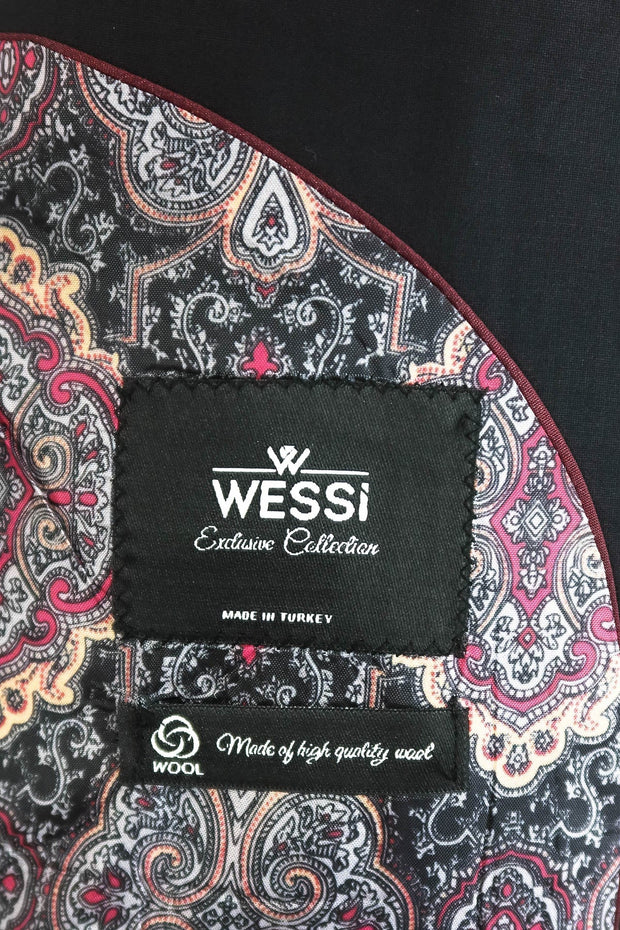 W
WESSi
Exclusive Collection
MADE IN TURKEY
Made of high quality wool
WOOL